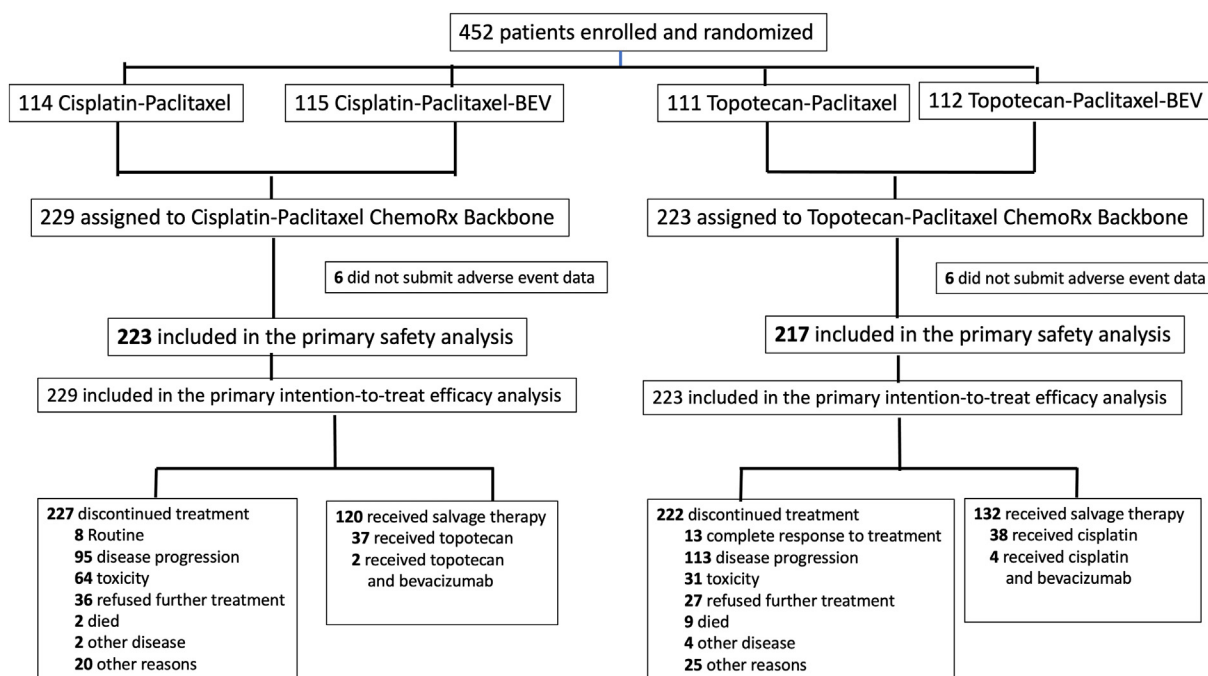 452 patients enrolled and randomized
114 Cisplatin-Paclitaxel
115 Cisplatin-Paclitaxel-BEV
111 Topotecan-Paclitaxel
112 Topotecan-Paclitaxel-BEV
229 assigned to Cisplatin-Paclitaxel ChemoRx Backbone
223 assigned to Topotecan-Paclitaxel ChemoRx Backbone
6 did not submit adverse event data
6 did not submit adverse event data
223 included in the primary safety analysis
217 included in the primary safety analysis
229 included in the primary intention-to-treat efficacy analysis
223 included in the primary intention-to-treat efficacy analysis
227 discontinued treatment
8 Routine
95 disease progression
64 toxicity
36 refused further treatment
2 died
2 other disease
20 other reasons
120 received salvage therapy
37 received topotecan
2 received topotecan
and bevacizumab
222 discontinued treatment
13 complete response to treatment
113 disease progression
31 toxicity
27 refused further treatment
9 died
4 other disease
25 other reasons
132 received salvage therapy
38 received cisplatin
4 received cisplatin
and bevacizumab